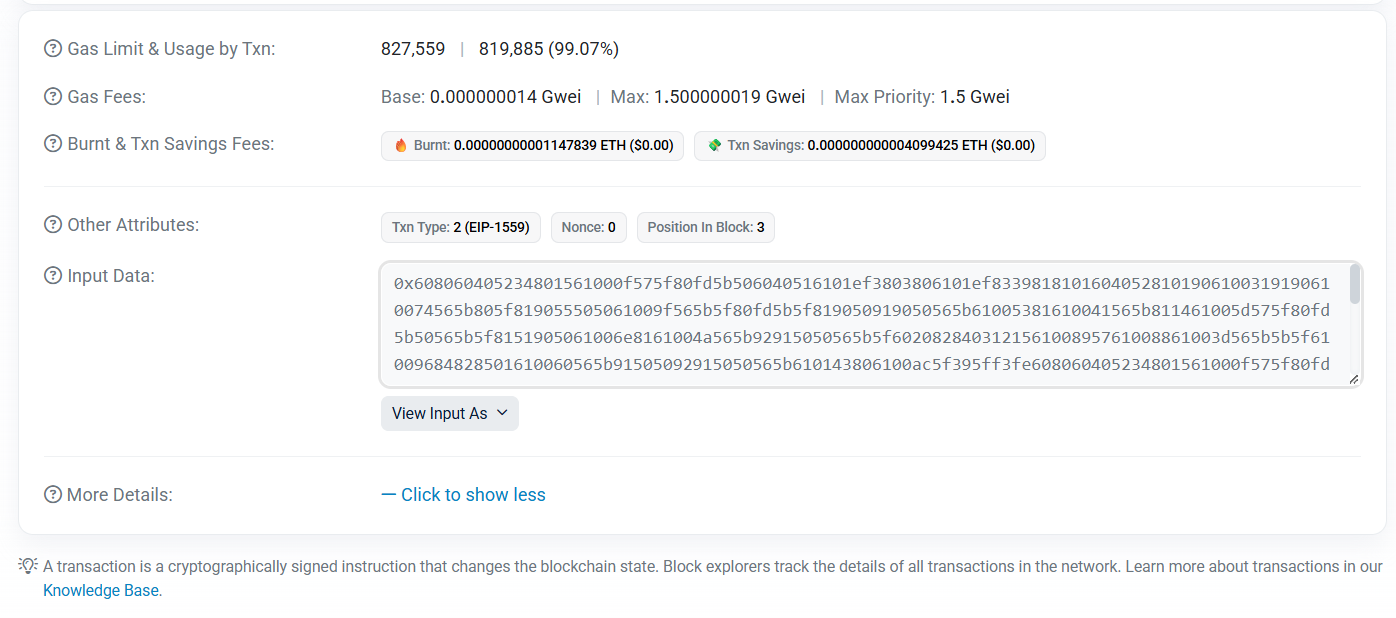 Gas Limit & Usage by Txn: 827,559 | 819,885 (99.07%)
Gas Fees: Base: 0.000000014 Gwei | Max: 1.500000019 Gwei | Max Priority: 1.5 Gwei
Burnt & Txn Savings Fees: Burnt: 0.00000000001147839 ETH ($0.00) Txn Savings: 0.000000000004099425 ETH ($0.00)
Other Attributes: Txn Type: 2 (EIP-1559) Nonce: 0 Position In Block: 3
Input Data: 0x608060405234801561000f575f80fd5b506040516101ef3803806101ef833981810160405281019061003191906​1
0074565b805f819055505061009f565b5f80fd5b5f819050919050565b61005381610041565b811461005d575f80fd
5b50565b5f8151905061006e8161004a565b92915050565b5f602082840312156100895761008861003d565b5b5f61
0096848285016100​60565b91505092915050565b610143806100ac5f395ff3fe608060405234801561000f575f80fd
View Input As
More Details: — Click to show less
A transaction is a cryptographically signed instruction that changes the blockchain state. Block explorers track the details of all transactions in the network. Learn more about transactions in our
Knowledge Base.